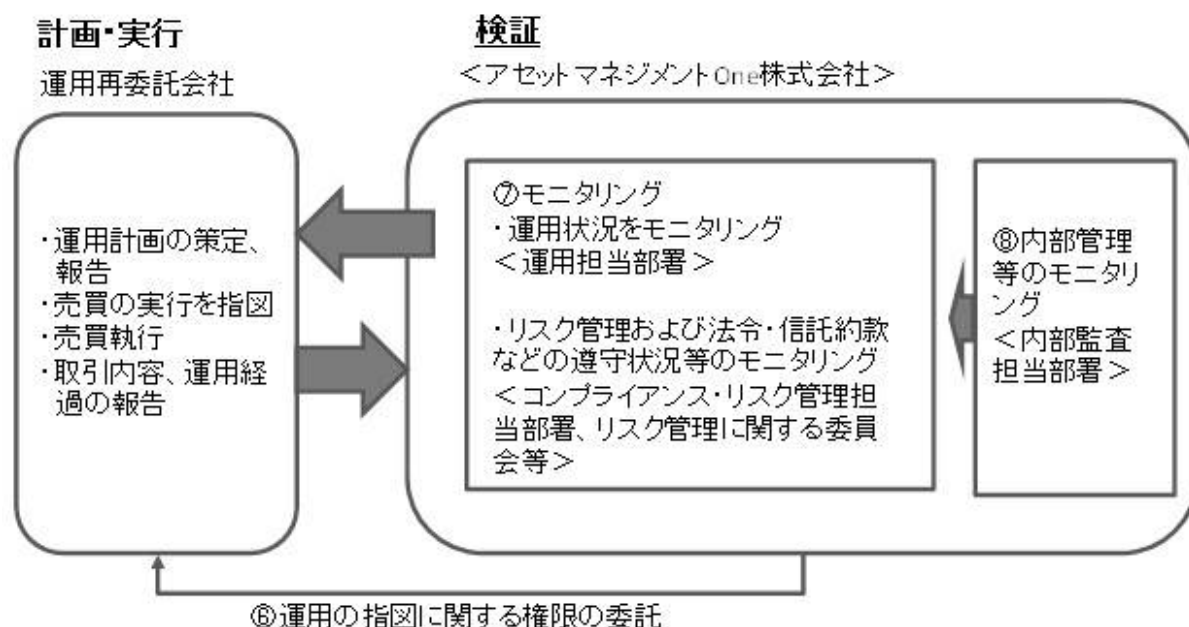 計画・実行
運用再委託会社
・運用計画の策定、
報告
・売買の実行を指図
・売買執行
・取引内容、運用経
過の報告
検証
＜アセットマネジメントOne株式会社＞
⑦モニタリング
・運用状況をモニタリング
＜運用担当部署＞
・リスク管理および法令・信託約款
などの遵守状況等のモニタリング
＜コンプライアンス・リスク管理担
当部署、リスク管理に関する委員
会等＞
⑧内部管理
等のモニタリ
ング
＜内部監査
担当部署＞
⑥運用の指図に関する権限の委託